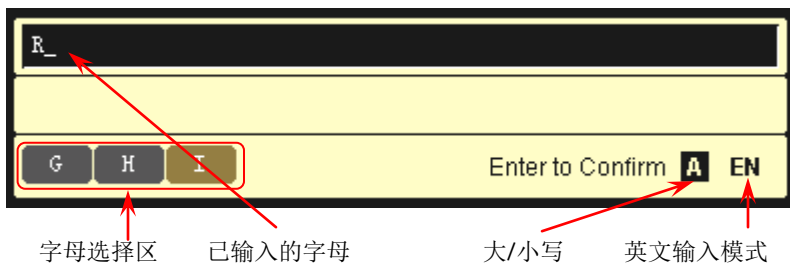 R_
G H I Enter to Confirm A EN
字母选择区 已输入的字母 大/小写 英文输入模式